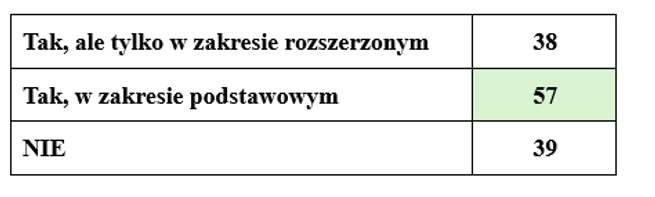 Tak, ale tylko w zakresie rozszerzonym 38
Tak, w zakresie podstawowym 57
NIE 39